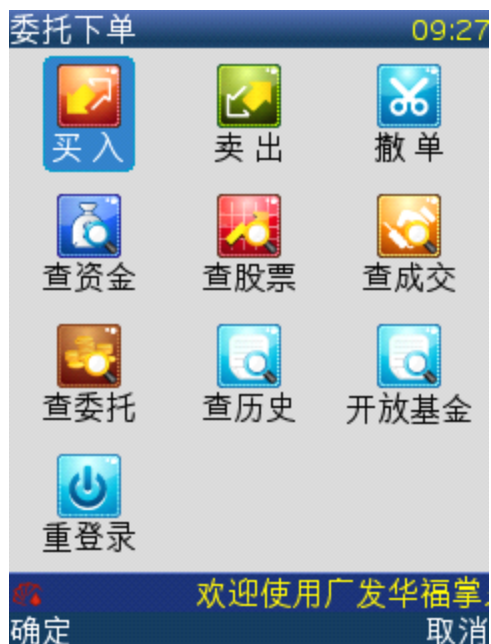 委托下单 09:27
买入 卖出 撤单
查资金 查股票 查成交
查委托 查历史 开放基金
重登录
欢迎使用广发华福掌
确定 取消